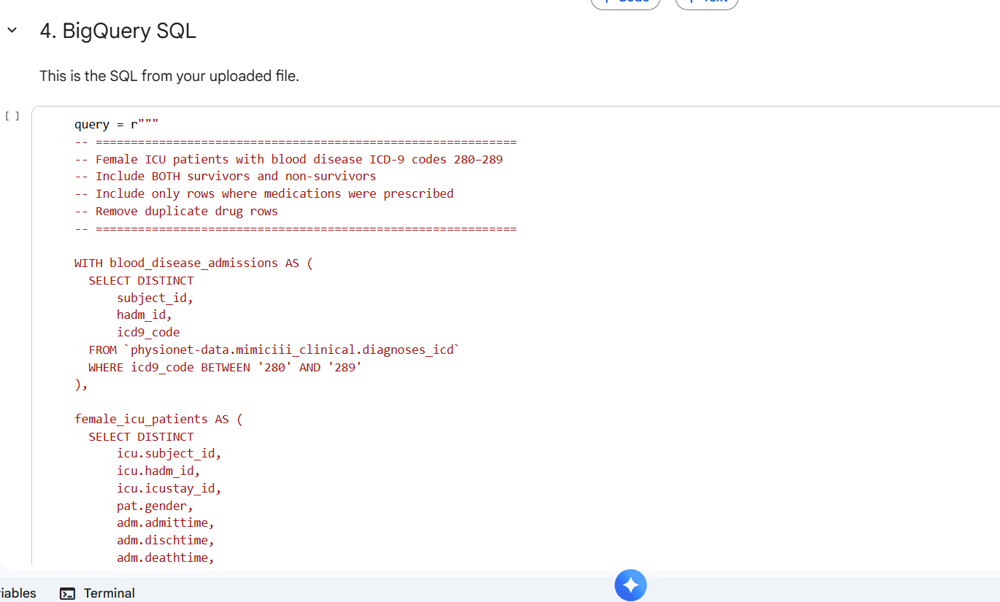 Code Text
4. BigQuery SQL
This is the SQL from your uploaded file.
[ ]
query = r"""
-- ============================================================
-- Female ICU patients with blood disease ICD-9 codes 280–289
-- Include BOTH survivors and non-survivors
-- Include only rows where medications were prescribed
-- Remove duplicate drug rows
-- ============================================================
WITH blood_disease_admissions AS (
SELECT DISTINCT
subject_id,
hadm_id,
icd9_code
FROM `physionet-data.mimiciii_clinical.diagnoses_icd`
WHERE icd9_code BETWEEN '280' AND '289'
),
female_icu_patients AS (
SELECT DISTINCT
icu.subject_id,
icu.hadm_id,
icu.icustay_id,
pat.gender,
adm.admittime,
adm.dischtime,
adm.deathtime,
iables Terminal